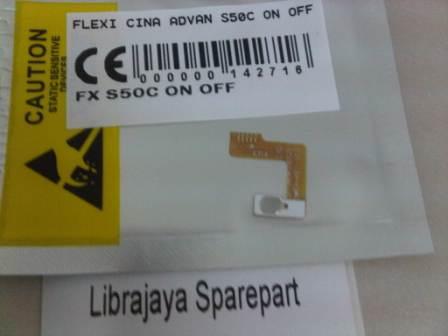 FLEXI CINA ADVAN S50C ON OFF
CE
000000 142716
FX S50C ON OFF
CAUTION
STATIC SENSITIVE
DEVICES
Librajaya Sparepart